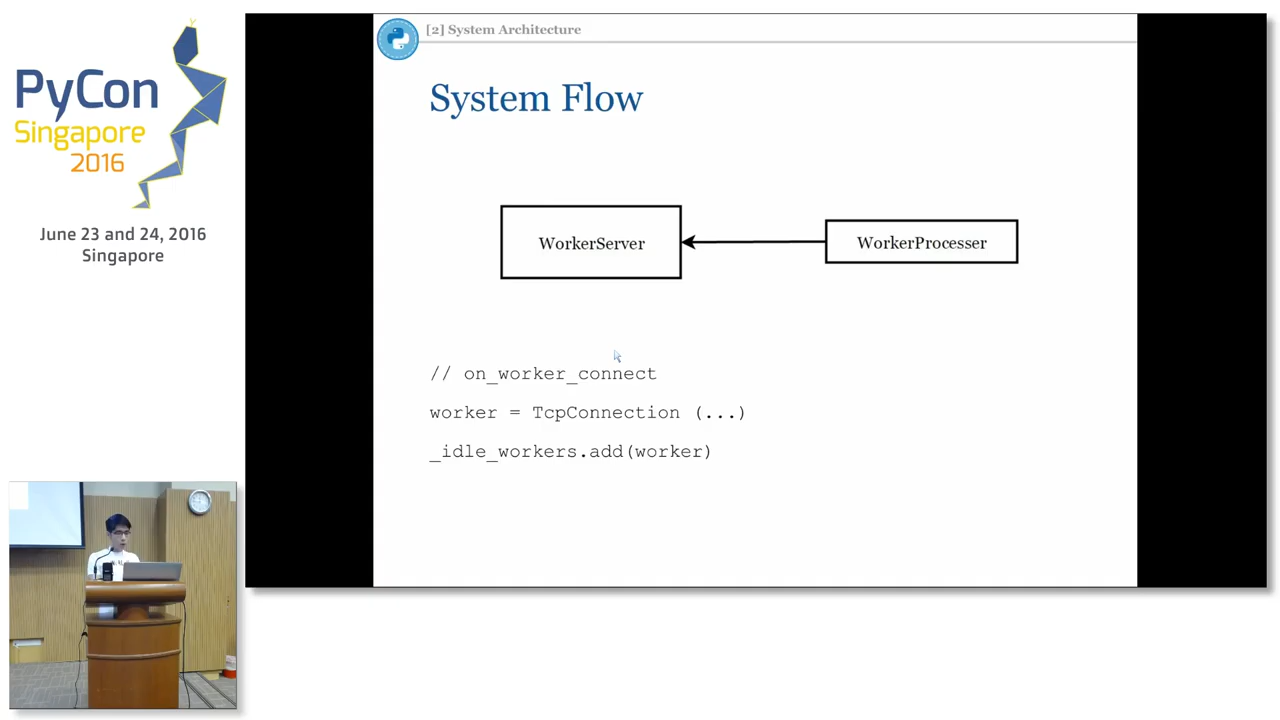 PyCon
Singapore
2016
June 23 and 24, 2016
Singapore
[2] System Architecture
System Flow
WorkerServer
WorkerProcesser
// on_worker_connect
worker = TcpConnection (...)
_idle_workers.add(worker)